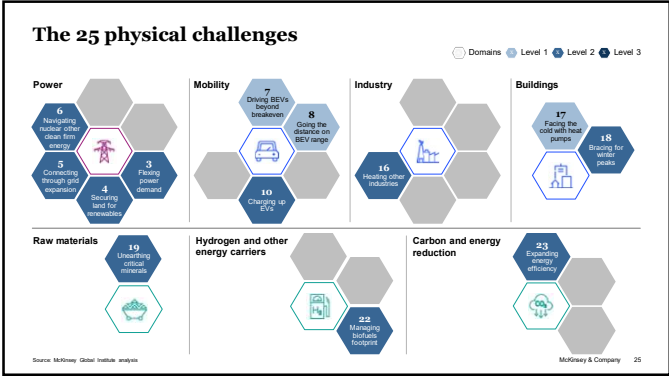 The 25 physical challenges
Domains
Level 1
Level 2
Level 3
Power
6
Navigating
nuclear other
clean firm
energy
5
Connecting
through grid
expansion
4
Securing
land for
renewables
3
Flexing
power
demand
Mobility
7
Driving BEVs
beyond
breakeven
8
Going the
distance on
BEV range
10
Charging up
EVs
Industry
16
Heating other
industries
Buildings
17
Facing the
cold with heat
pumps
18
Bracing for
winter
peaks
Raw materials
19
Unearthing
critical
minerals
Hydrogen and other
energy carriers
22
Managing
biofuels
footprint
Carbon and energy
reduction
23
Expanding
energy
efficiency
Source: McKinsey Global Institute analysis
McKinsey & Company
25